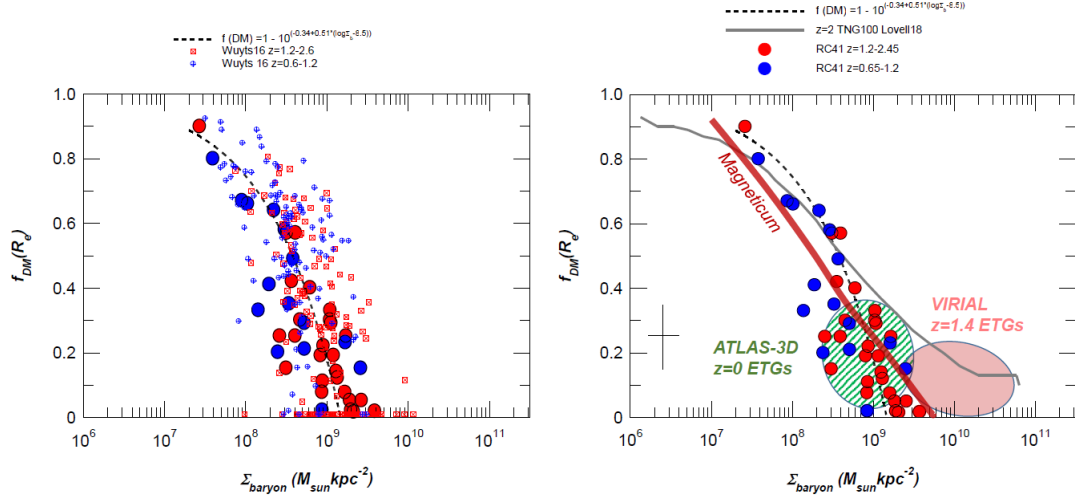 f (DM) =1 - 10^(-0.34+0.51*(logΣ_b-8.5))
Wuyts16 z=1.2-2.6
Wuyts 16 z=0.6-1.2
1.0
0.8
0.6
0.4
0.2
0
f_DM(R_e)
10^6
10^7
10^8
10^9
10^10
10^11
Σ_baryon (M_sun kpc^-2)
f (DM) =1 - 10^(-0.34+0.51*(logΣ_b-8.5))
z=2 TNG100 Lovell18
RC41 z=1.2-2.45
RC41 z=0.65-1.2
1.0
0.8
0.6
0.4
0.2
0
f_DM(R_e)
Magneticum
VIRIAL
z=1.4 ETGs
ATLAS-3D
z=0 ETGs
10^6
10^7
10^8
10^9
10^10
10^11
Σ_baryon (M_sun kpc^-2)